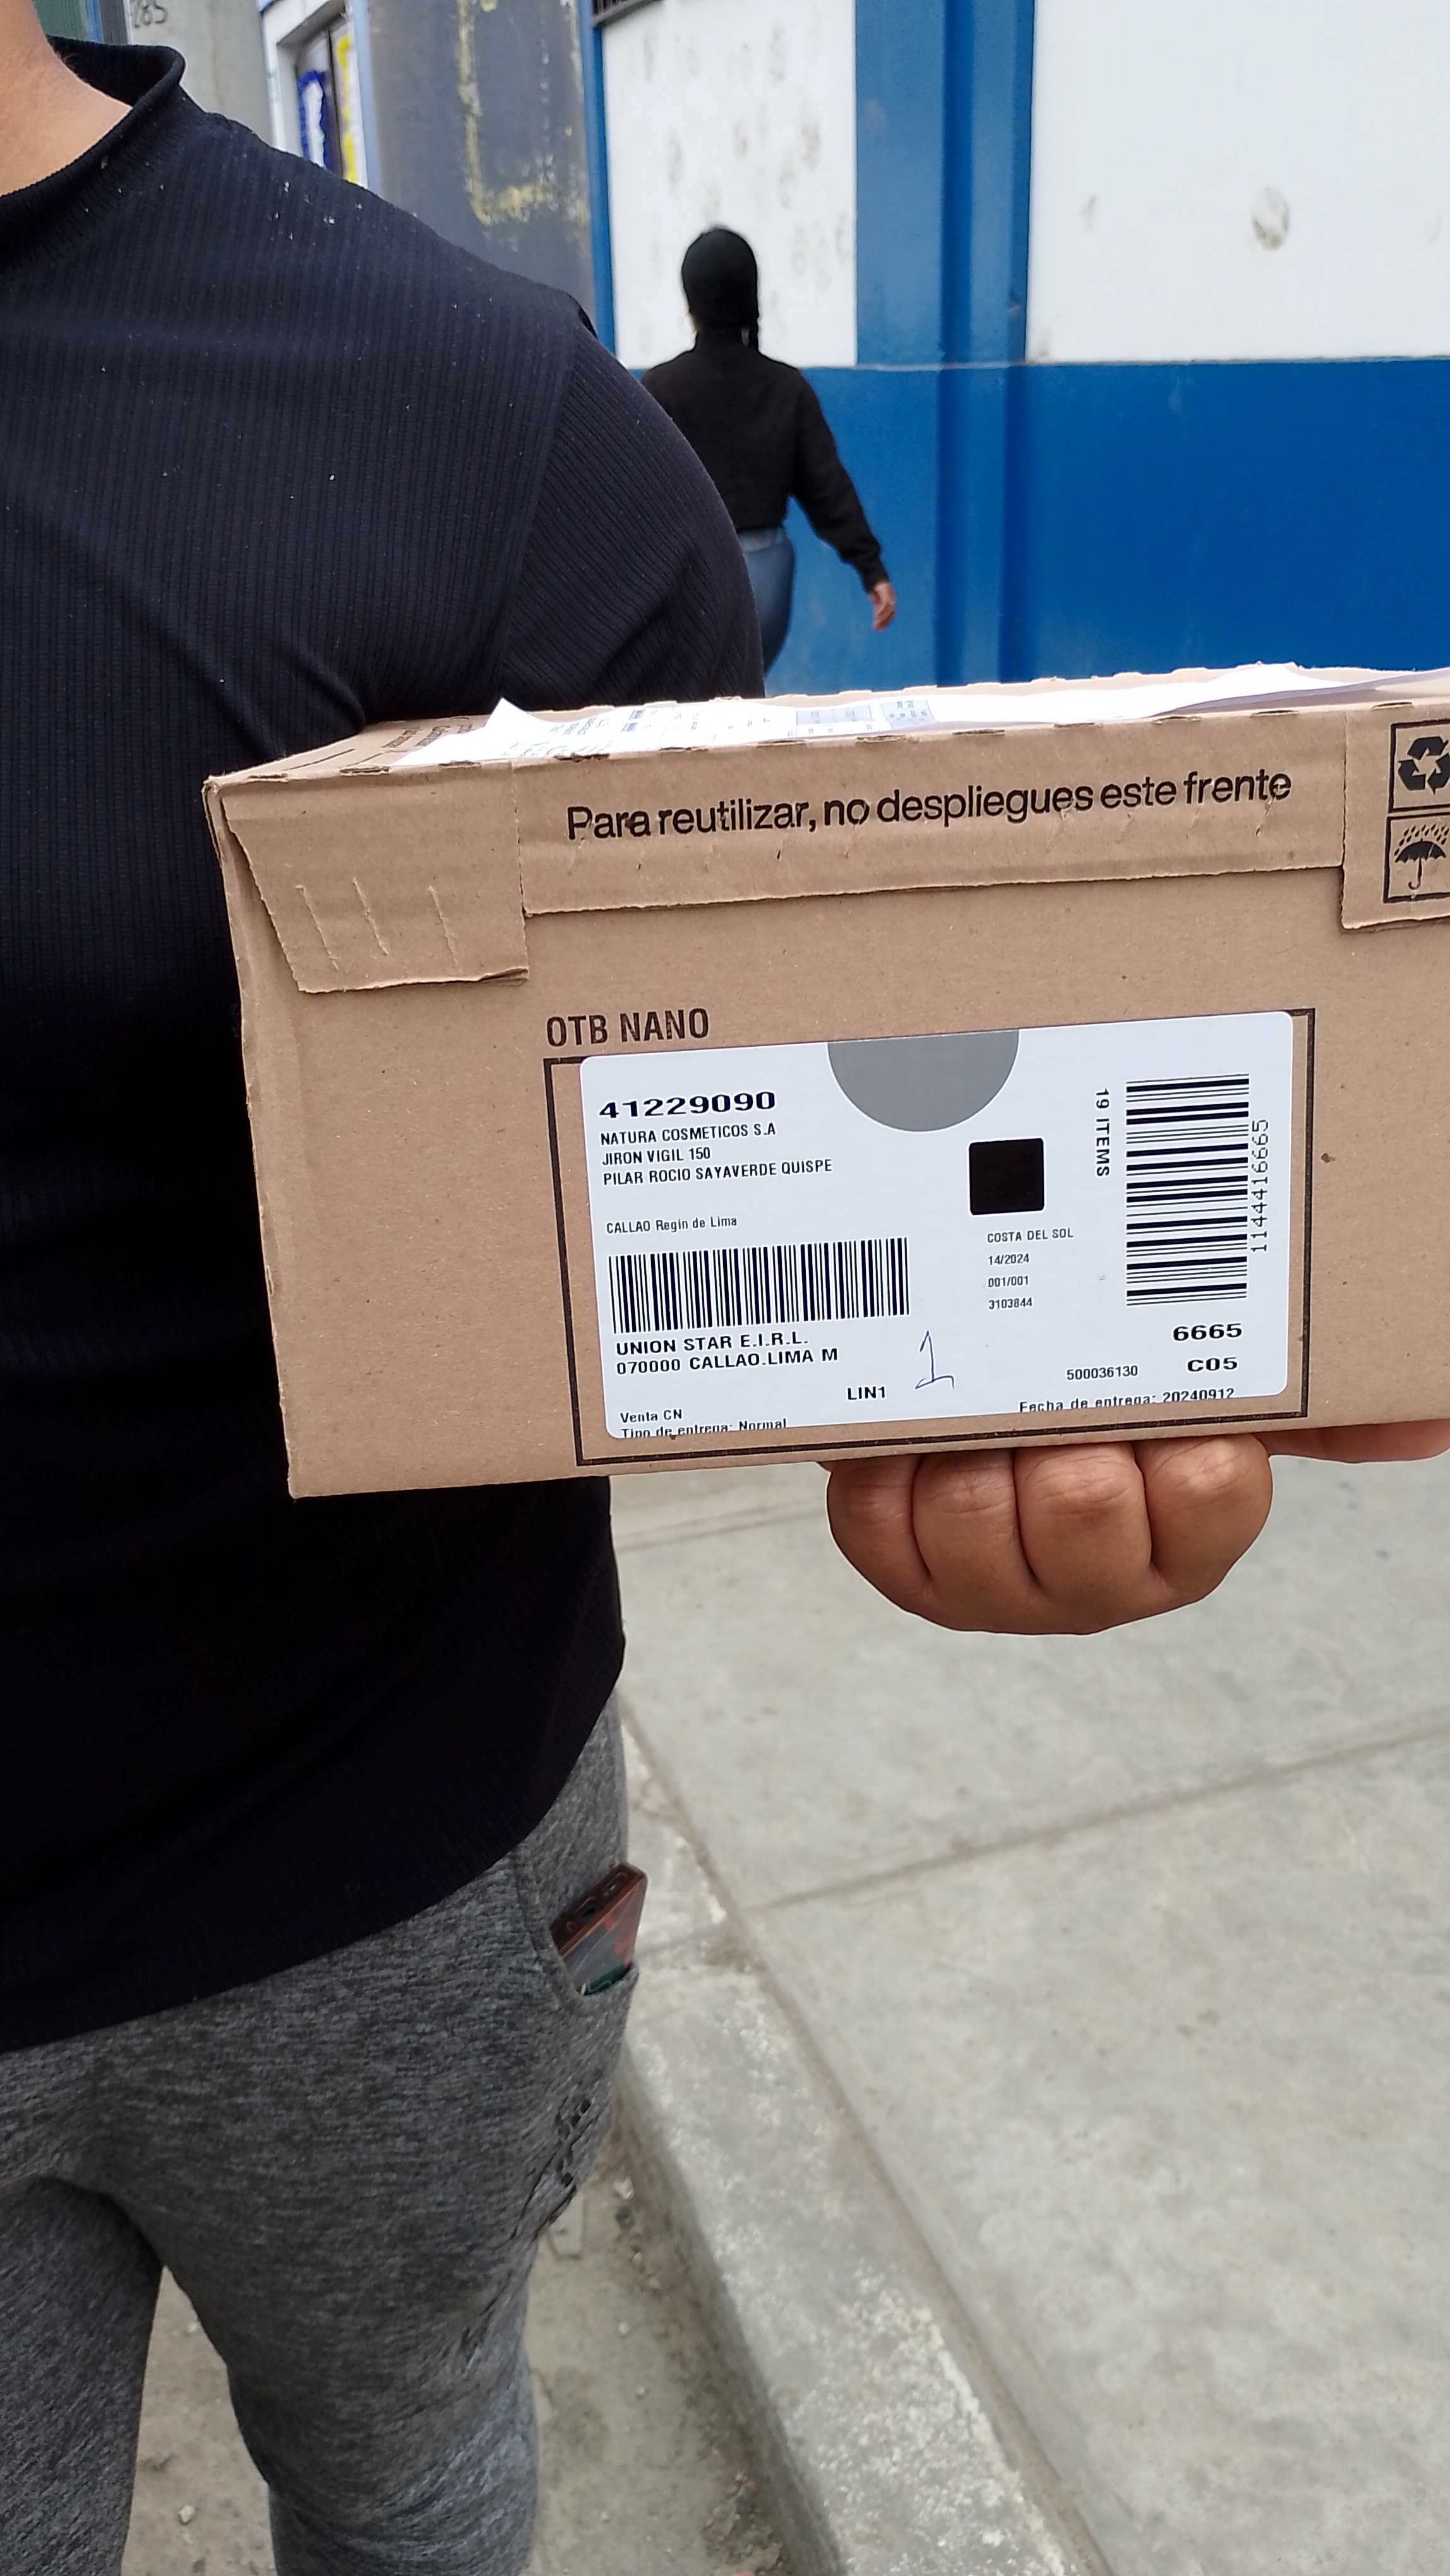 285
Para reutilizar, no despliegues este frente
OTB NANO
41229090
NATURA COSMETICOS S.A
JIRON VIGIL 150
PILAR ROCIO SAYAVERDE QUISPE
CALLAO Regin de Lima
UNION STAR E.I.R.L.
070000 CALLAO.LIMA M
LIN1
1
Venta CN
Tipo de entrega: Normal
COSTA DEL SOL
14/2024
001/001
3103844
19 ITEMS
1144416665
6665
C05
500036130
Fecha de entrega: 20240912